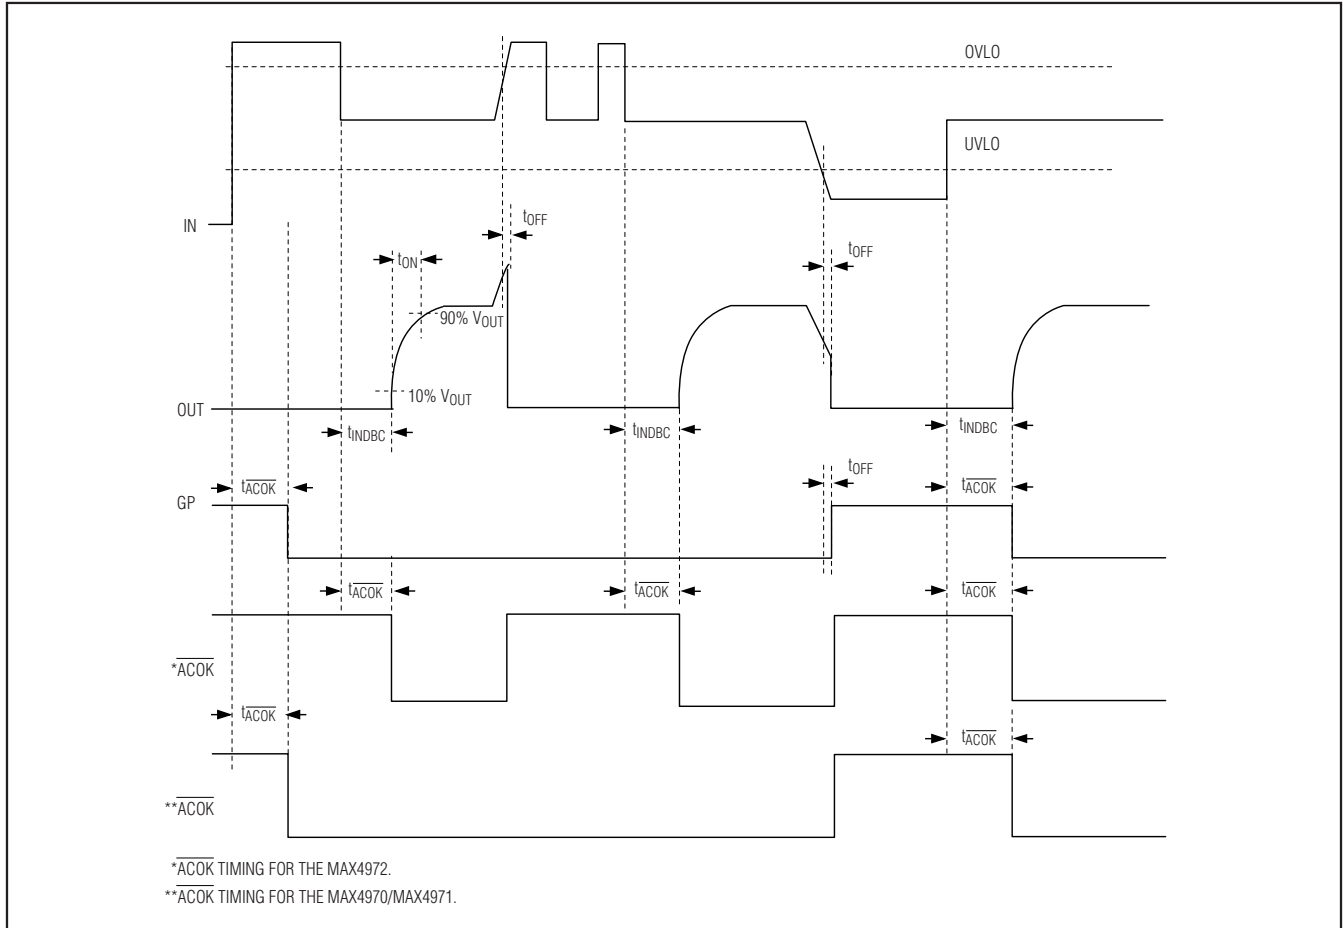 OVLO
UVLO
IN
tOFF
tON
tOFF
90% VOUT
10% VOUT
OUT
tINDBC
tINDBC
tINDBC
tOFF
tACOK
tACOK
GP
tACOK
tACOK
tACOK
*ACOK
tACOK
tACOK
**ACOK
*ACOK TIMING FOR THE MAX4972.
**ACOK TIMING FOR THE MAX4970/MAX4971.